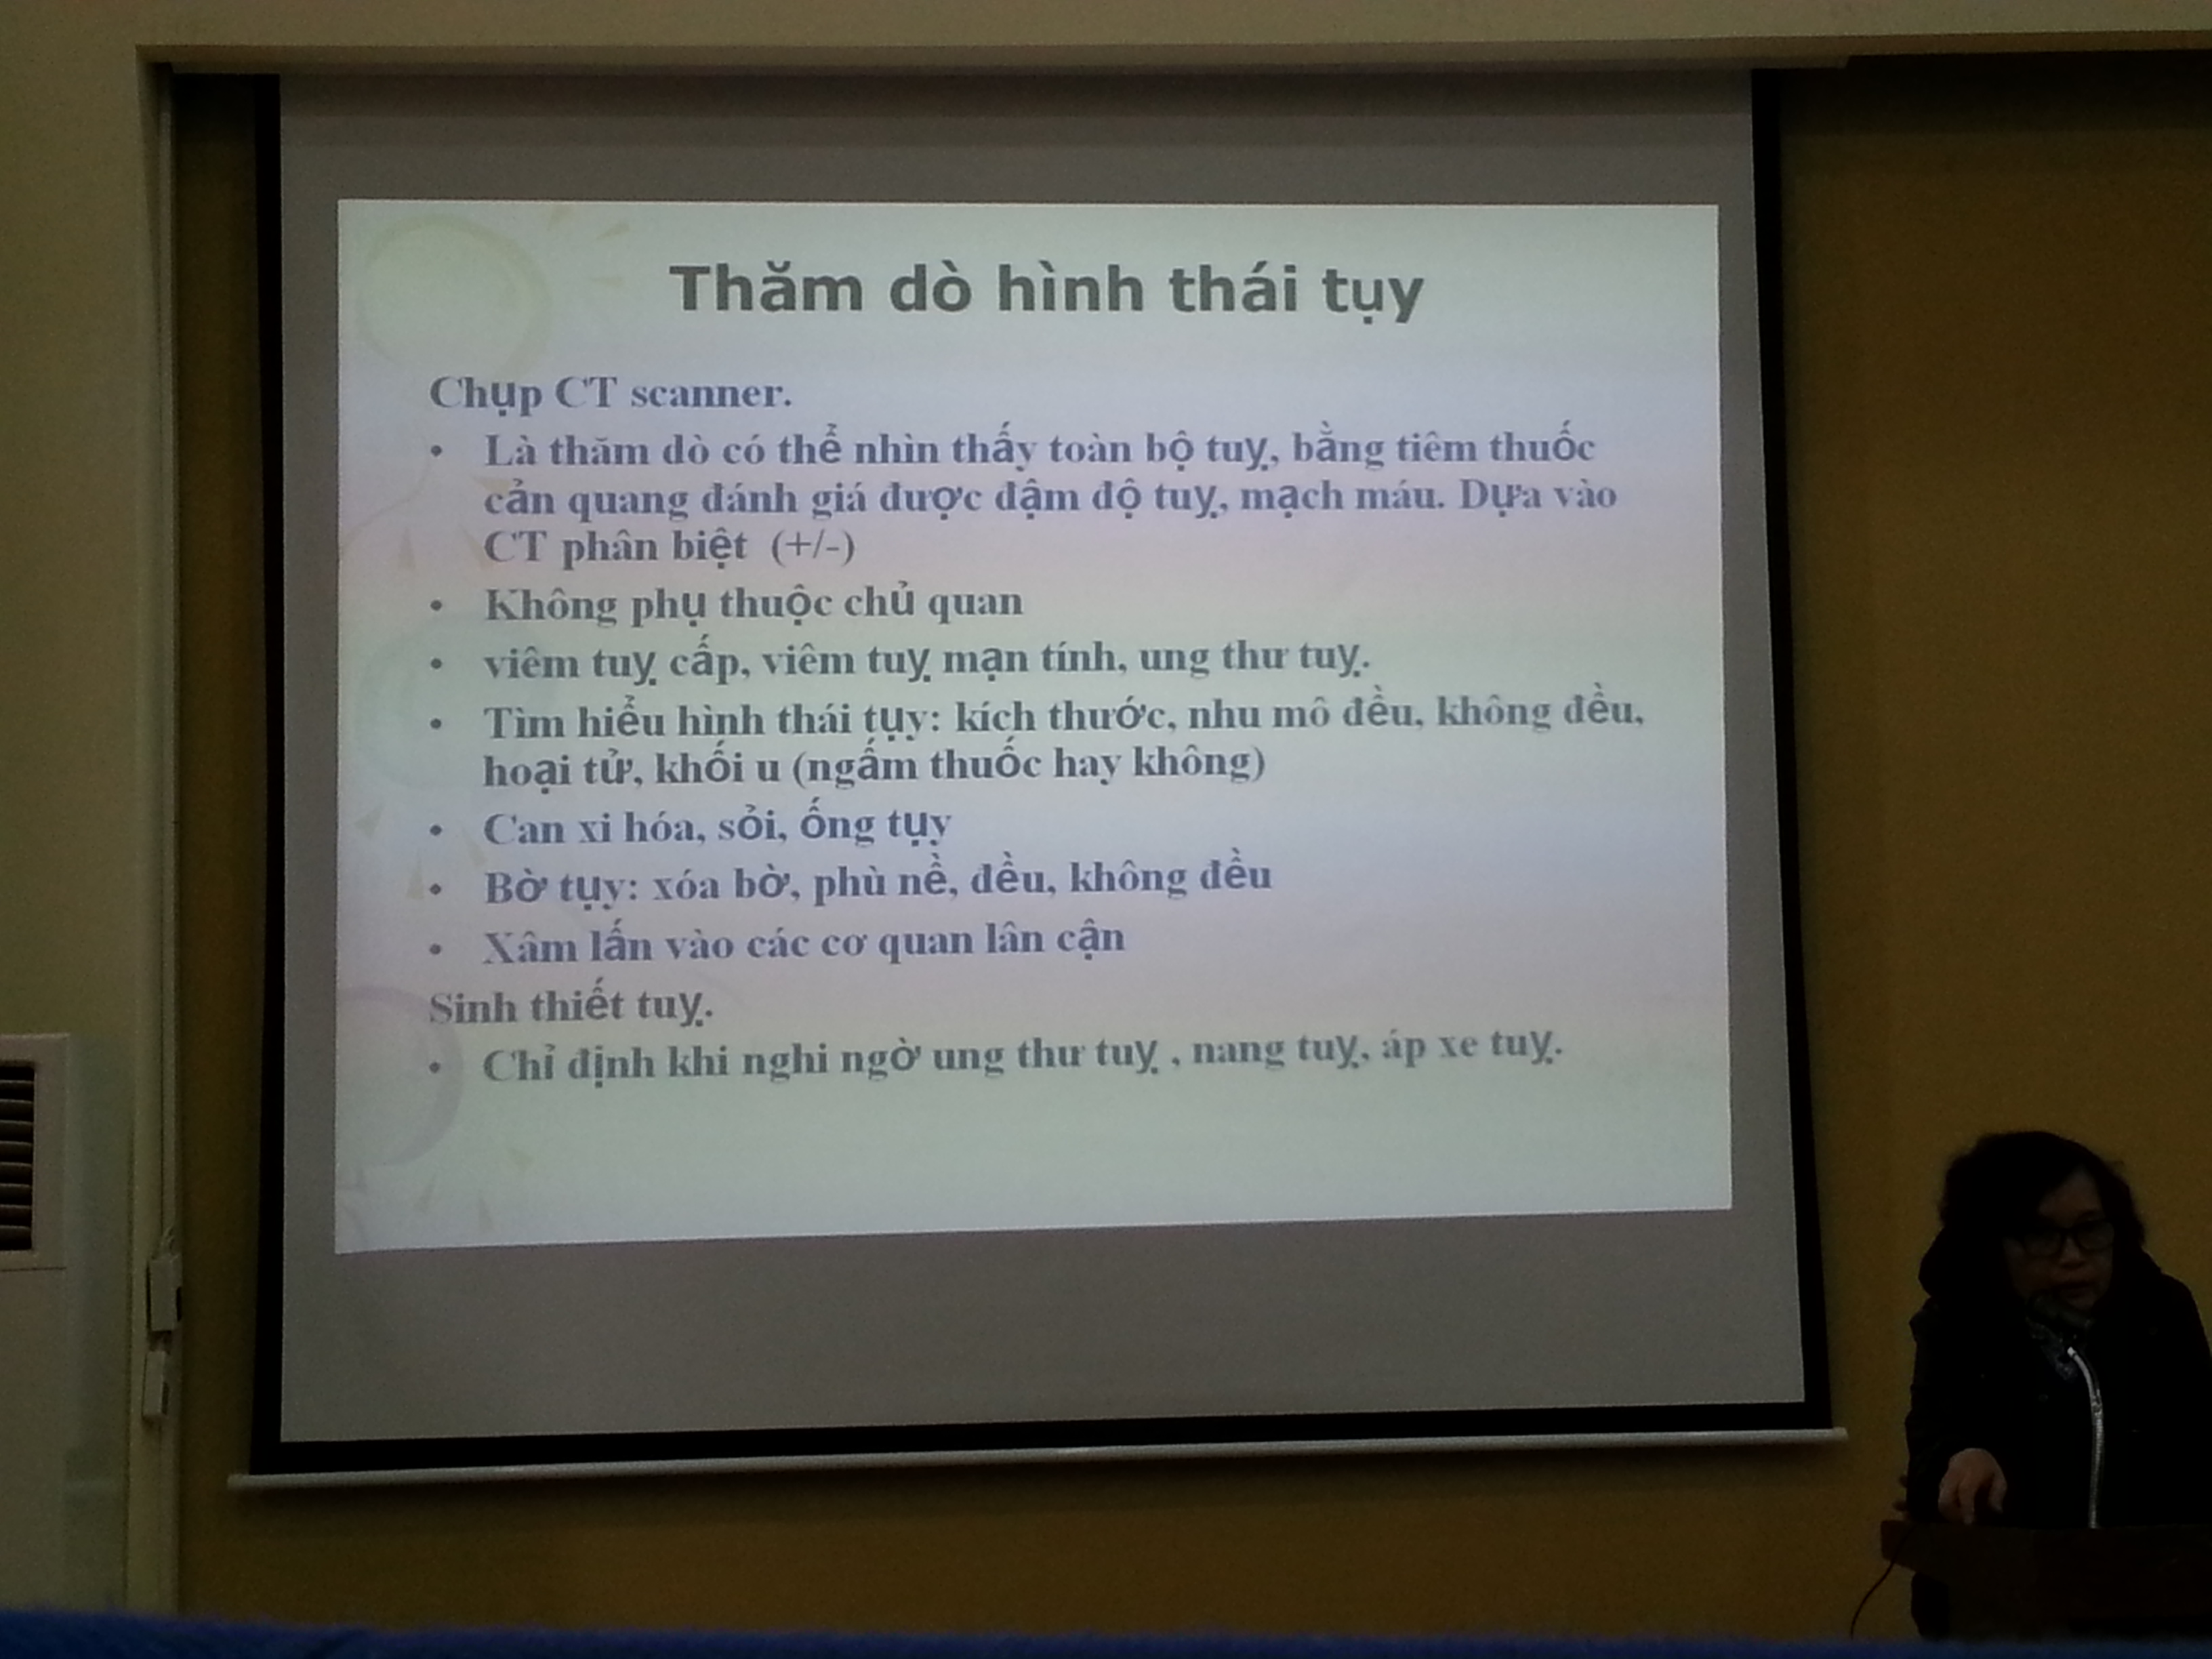 Thăm dò hình thái tụy
Chụp CT scanner.
• Là thăm dò có thể nhìn thấy toàn bộ tuỵ, bằng tiêm thuốc
cản quang đánh giá được đậm độ tuỵ, mạch máu. Dựa vào
CT phân biệt (+/-)
• Không phụ thuộc chủ quan
• viêm tuỵ cấp, viêm tuỵ mạn tính, ung thư tuỵ.
• Tìm hiểu hình thái tụy: kích thước, nhu mô đều, không đều,
hoại tử, khối u (ngấm thuốc hay không)
• Can xi hóa, sỏi, ống tụy
• Bờ tụy: xóa bờ, phù nề, đều, không đều
• Xâm lấn vào các cơ quan lân cận
Sinh thiết tuỵ.
• Chỉ định khi nghi ngờ ung thư tuỵ , nang tuỵ, áp xe tuỵ.